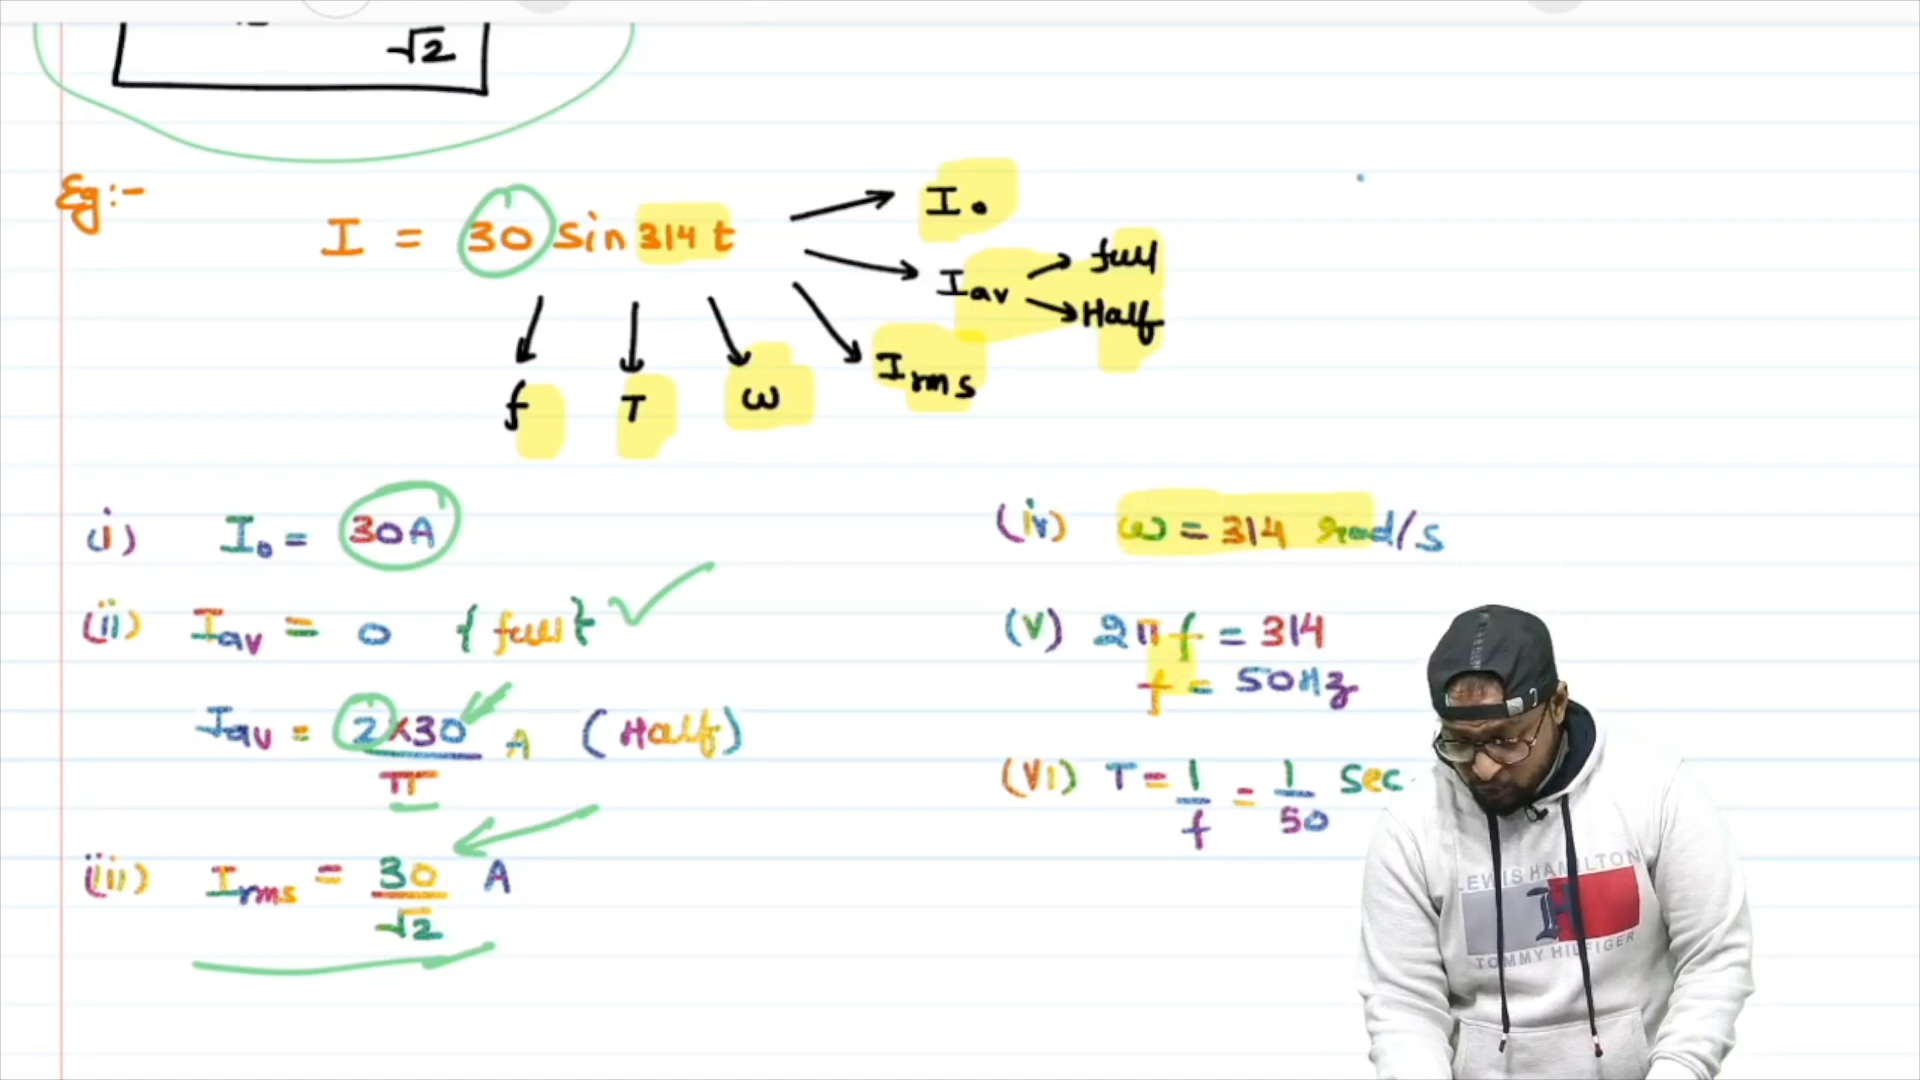 √2
Eg:-
I = 30 sin 314 t
I₀
Iav
full
Half
Irms
f
T
ω
(i) I₀ = 30A
(ii) Iav = 0 {full}
Iav = 2×30/π A (Half)
(iii) Irms = 30/√2 A
(iv) ω = 314 rad/s
(v) 2πf = 314
f = 50Hz
(vi) T = 1/f = 1/50 sec.
LEWIS HAMILTON
H
TOMMY HILFIGER